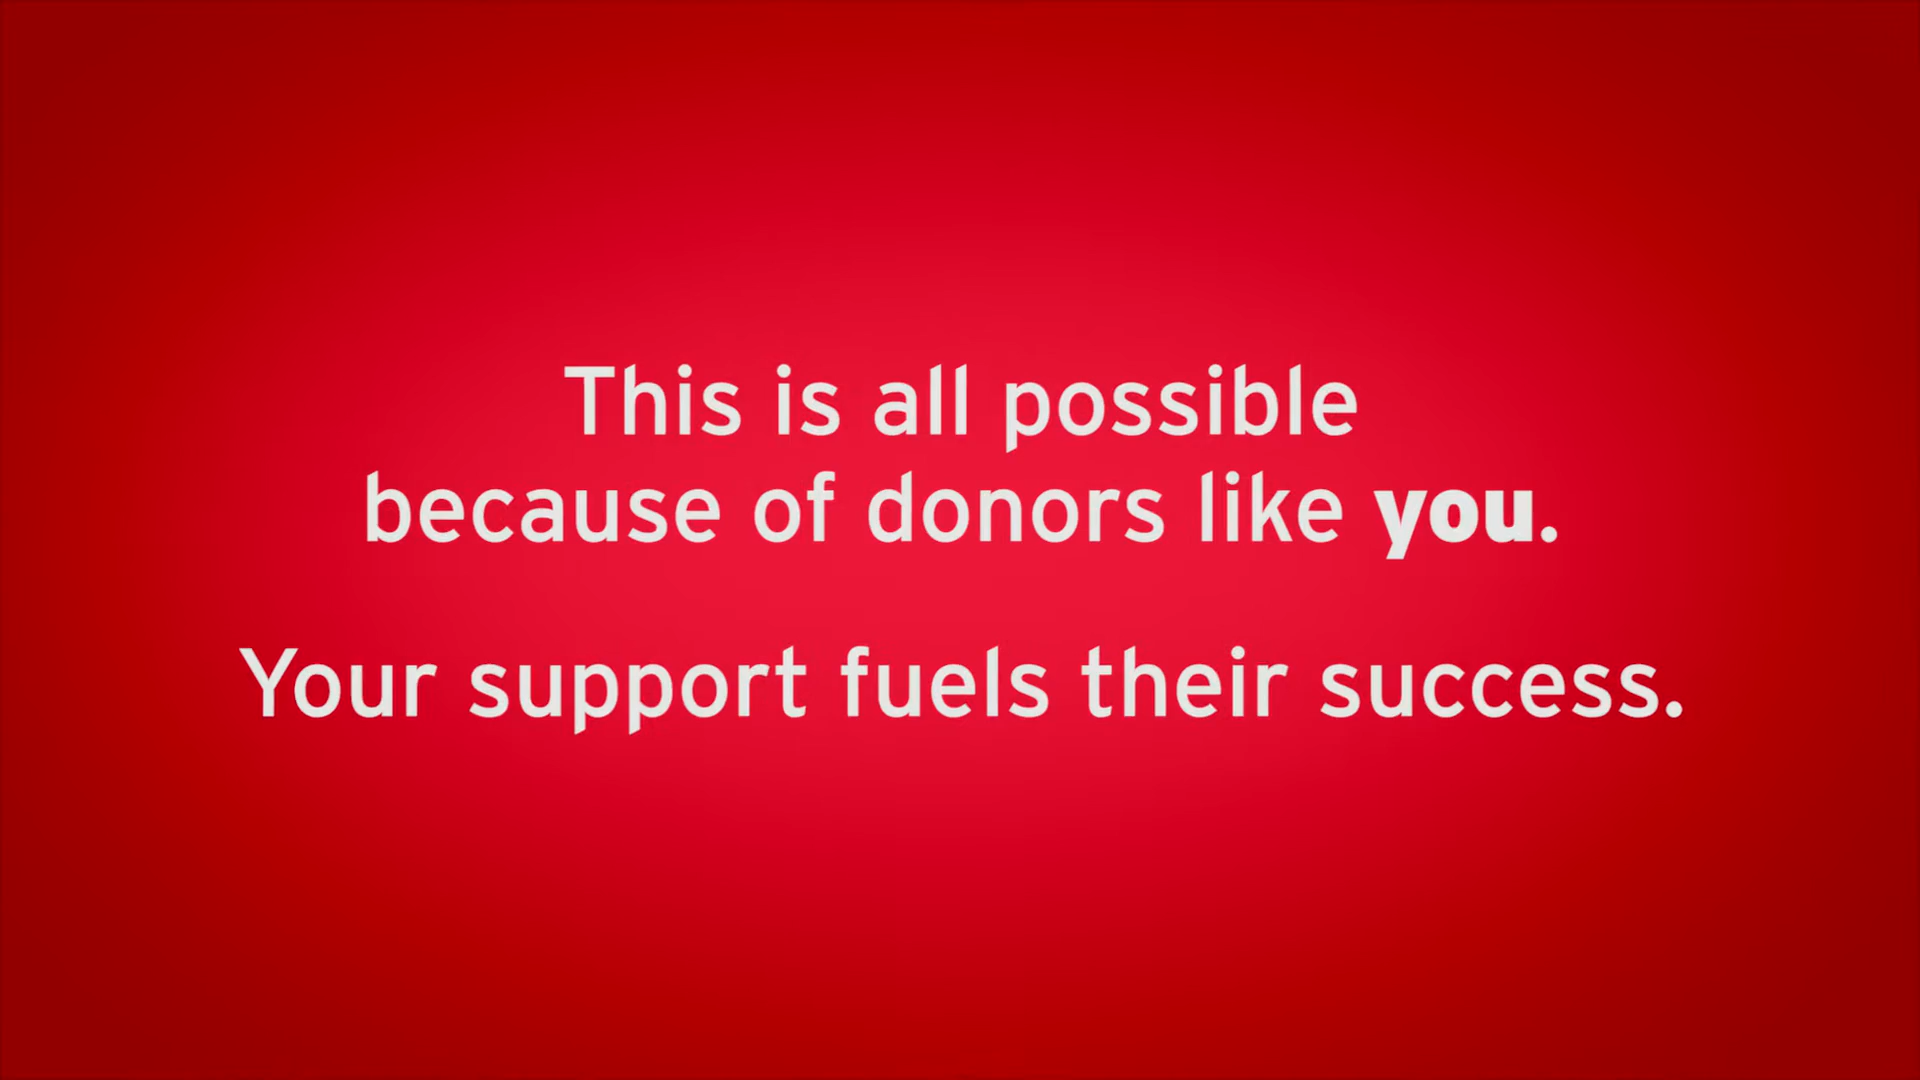 This is all possible
because of donors like you.
Your support fuels their success.